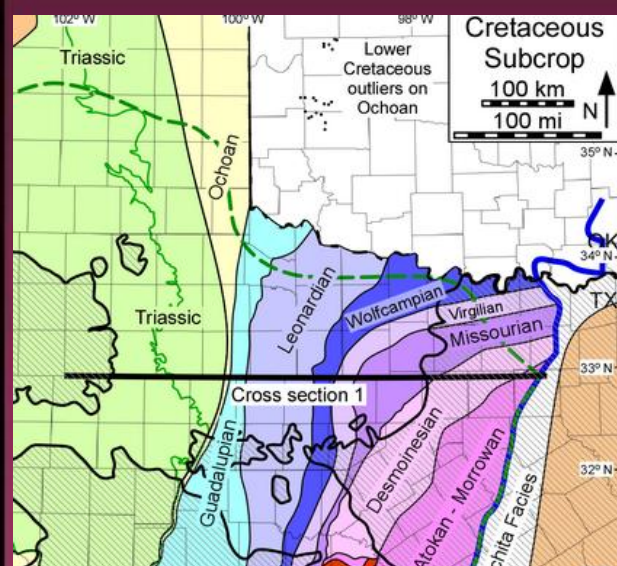 102° W
100° W
98° W
Cretaceous
Subcrop
100 km
100 mi
N
Triassic
Lower
Cretaceous
outliers on
Ochoan
Ochoan
35° N
OK
34° N
TX
Leonardian
Wolfcampian
Virgilian
Missourian
Triassic
33° N
Cross section 1
Guadalupian
Desmoinesian
32° N
Atokan - Morrowan
chita Facies